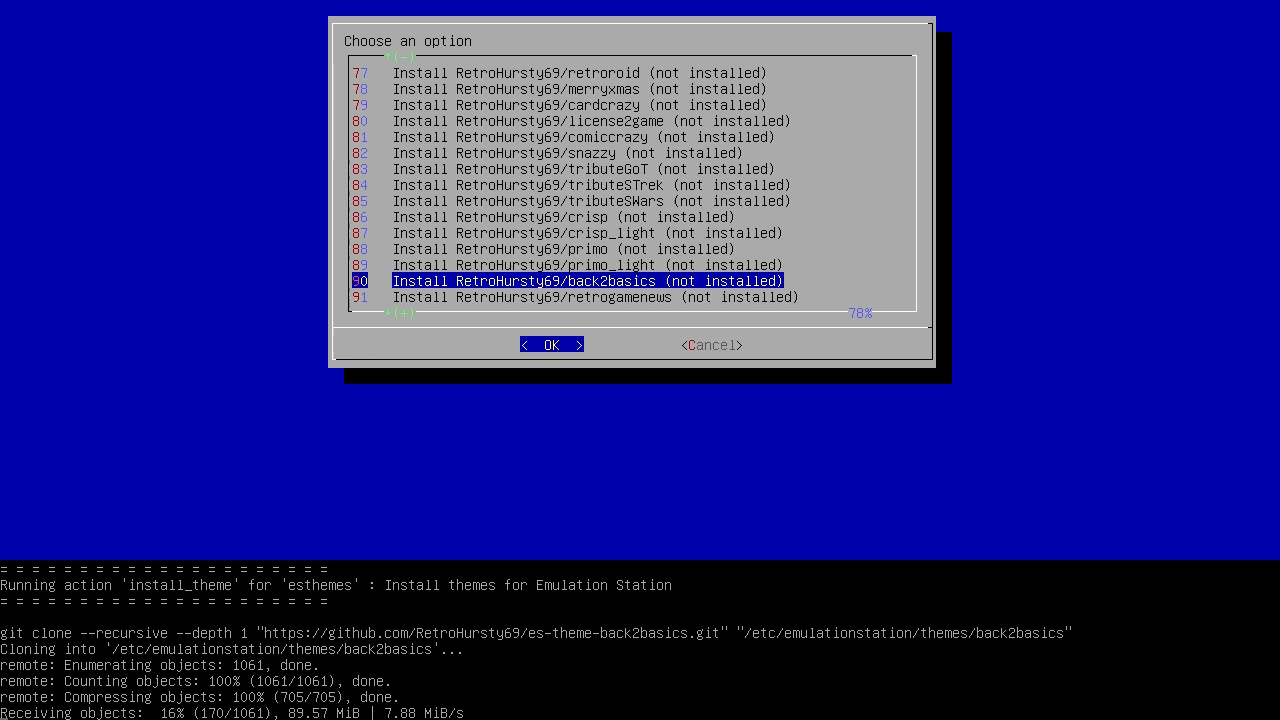 Choose an option
↑(-)
77 Install RetroHursty69/retroroid (not installed)
78 Install RetroHursty69/merryxmas (not installed)
79 Install RetroHursty69/cardcrazy (not installed)
80 Install RetroHursty69/license2game (not installed)
81 Install RetroHursty69/comiccrazy (not installed)
82 Install RetroHursty69/snazzy (not installed)
83 Install RetroHursty69/tributeGoT (not installed)
84 Install RetroHursty69/tributeSTrek (not installed)
85 Install RetroHursty69/tributeSWars (not installed)
86 Install RetroHursty69/crisp (not installed)
87 Install RetroHursty69/crisp_light (not installed)
88 Install RetroHursty69/primo (not installed)
89 Install RetroHursty69/primo_light (not installed)
90 Install RetroHursty69/back2basics (not installed)
91 Install RetroHursty69/retrogamenews (not installed)
↓(+) 78%
< OK > <Cancel>
= = = = = = = = = = = = = = = = = = = = =
Running action 'install_theme' for 'esthemes' : Install themes for Emulation Station
= = = = = = = = = = = = = = = = = = = = =
git clone --recursive --depth 1 "https://github.com/RetroHursty69/es-theme-back2basics.git" "/etc/emulationstation/themes/back2basics"
Cloning into '/etc/emulationstation/themes/back2basics'...
remote: Enumerating objects: 1061, done.
remote: Counting objects: 100% (1061/1061), done.
remote: Compressing objects: 100% (705/705), done.
Receiving objects:  16% (170/1061), 89.57 MiB | 7.88 MiB/s